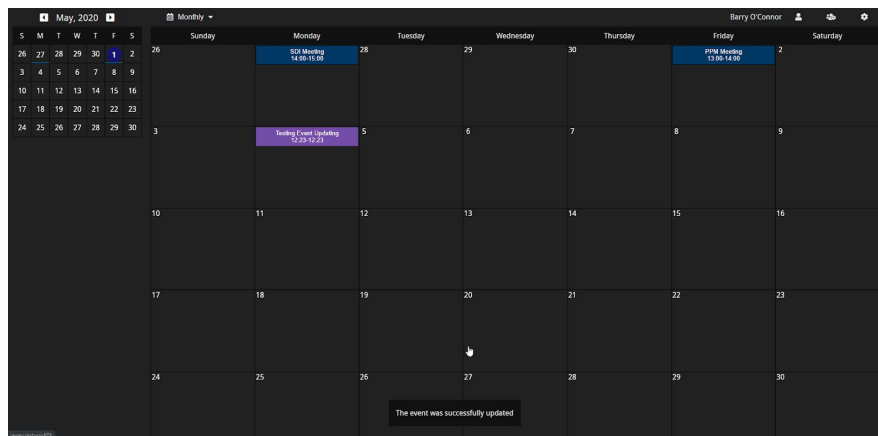 May, 2020
Monthly
Barry O'Connor
S M T W T F S
26 27 28 29 30 1 2
3 4 5 6 7 8 9
10 11 12 13 14 15 16
17 18 19 20 21 22 23
24 25 26 27 28 29 30
Sunday Monday Tuesday Wednesday Thursday Friday Saturday
26 28 29 30 2
SDI Meeting
14:00-15:00
PPM Meeting
13:00-14:00
3 5 6 7 8 9
Testing Event Updating
12:23-12:23
10 11 12 13 14 15 16
17 18 19 20 21 22 23
24 25 26 27 28 29 30
The event was successfully updated